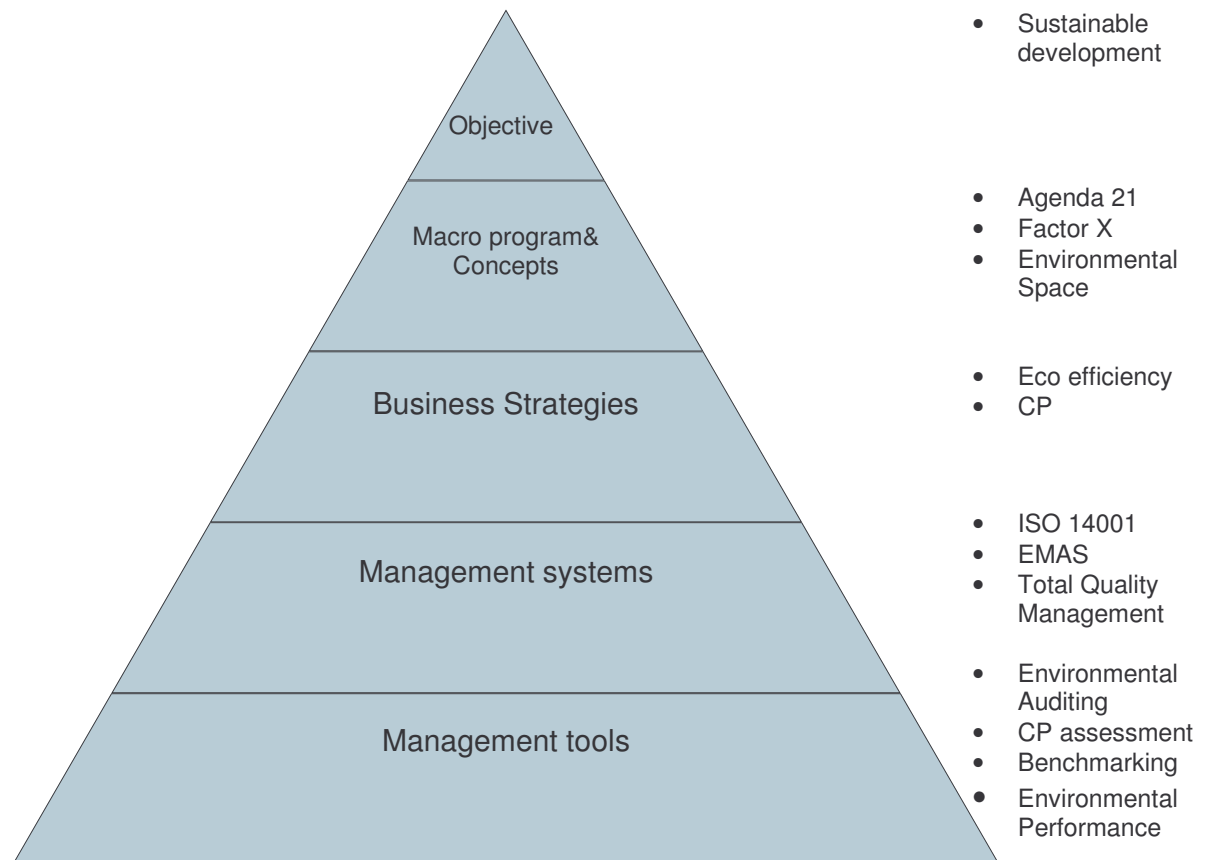 Objective
• Sustainable
development
Macro program&
Concepts
• Agenda 21
• Factor X
• Environmental
Space
Business Strategies
• Eco efficiency
• CP
Management systems
• ISO 14001
• EMAS
• Total Quality
Management
Management tools
• Environmental
Auditing
• CP assessment
• Benchmarking
• Environmental
Performance